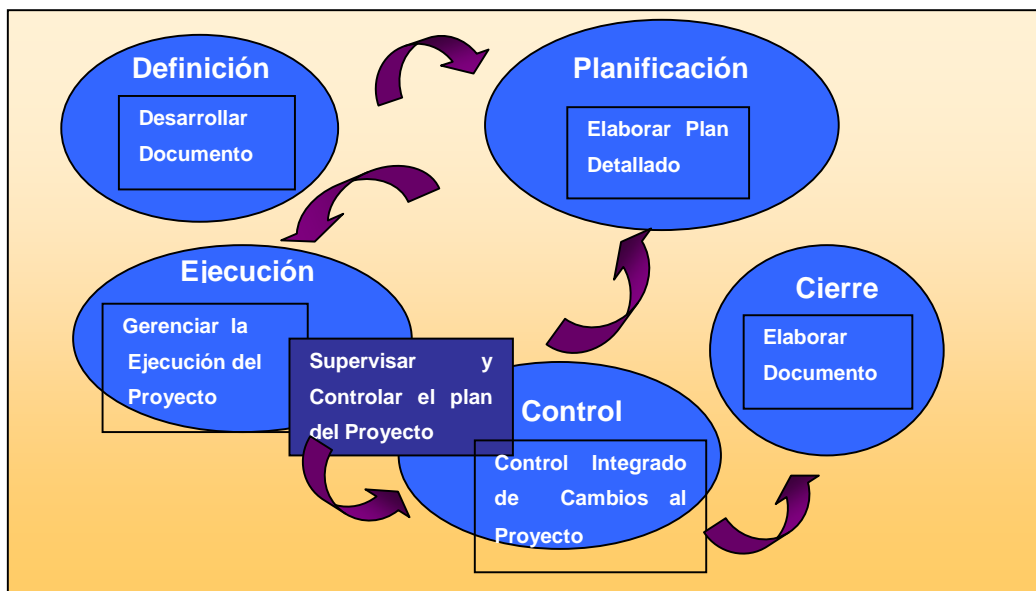 Definición
Desarrollar
Documento
Planificación
Elaborar Plan
Detallado
Ejecución
Gerenciar la
Ejecución del
Proyecto
Supervisar y
Controlar el plan
del Proyecto
Control
Control Integrado
de Cambios al
Proyecto
Cierre
Elaborar
Documento